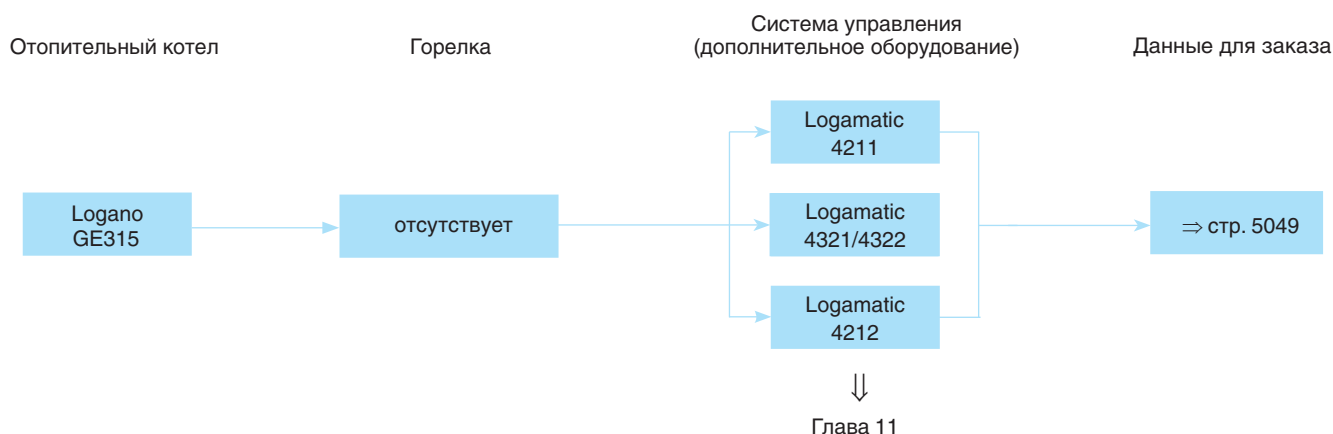 Отопительный котел
Горелка
Система управления
(дополнительное оборудование)
Данные для заказа
Logano
GE315
отсутствует
Logamatic
4211
Logamatic
4321/4322
Logamatic
4212
⇒ стр. 5049
⇓
Глава 11